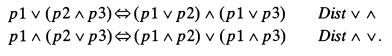 p1 ∨ (p2 ∧ p3) ⇔ (p1 ∨ p2) ∧ (p1 ∨ p3) Dist ∨ ∧
p1 ∧ (p2 ∨ p3) ⇔ (p1 ∧ p2) ∨ (p1 ∧ p3) Dist ∧ ∨.